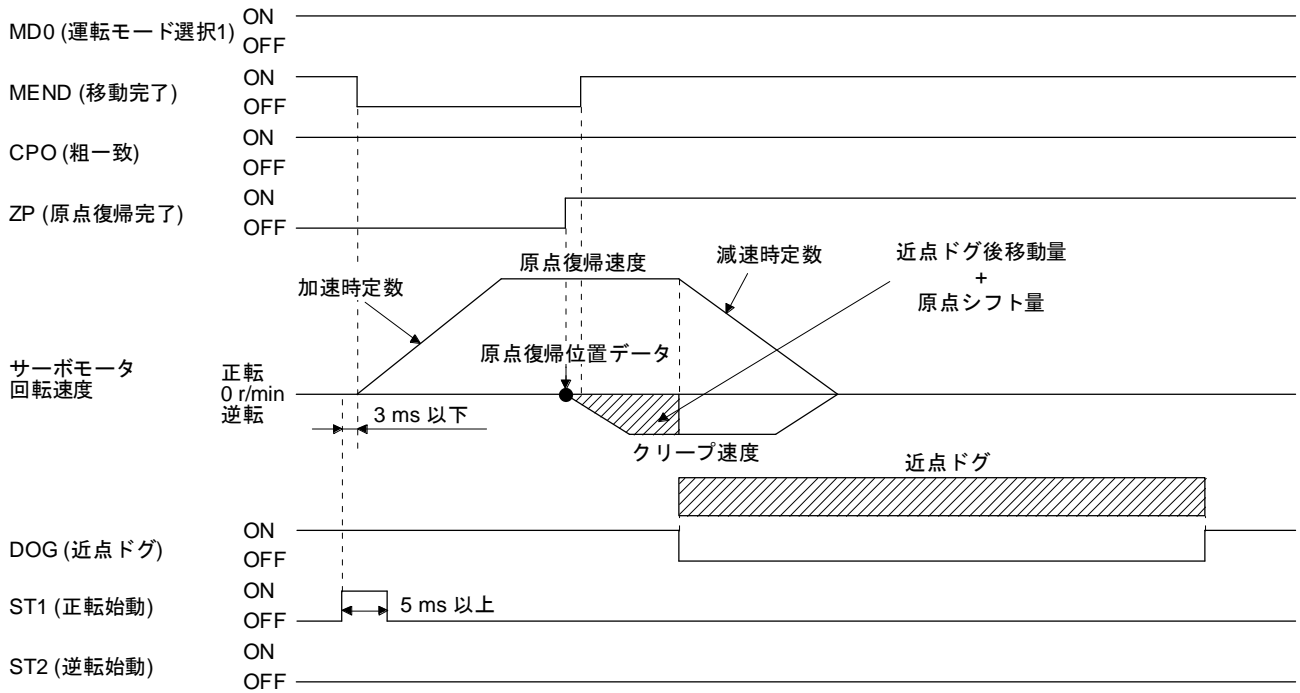 MD0 (運転モード選択1)
ON
OFF
MEND (移動完了)
ON
OFF
CPO (粗一致)
ON
OFF
ZP (原点復帰完了)
ON
OFF
原点復帰速度
減速時定数
近点ドグ後移動量
+
原点シフト量
加速時定数
原点復帰位置データ
サーボモータ
回転速度
正転
0 r/min
逆転
3 ms 以下
クリープ速度
近点ドグ
DOG (近点ドグ)
ON
OFF
ST1 (正転始動)
ON
OFF
5 ms 以上
ST2 (逆転始動)
ON
OFF